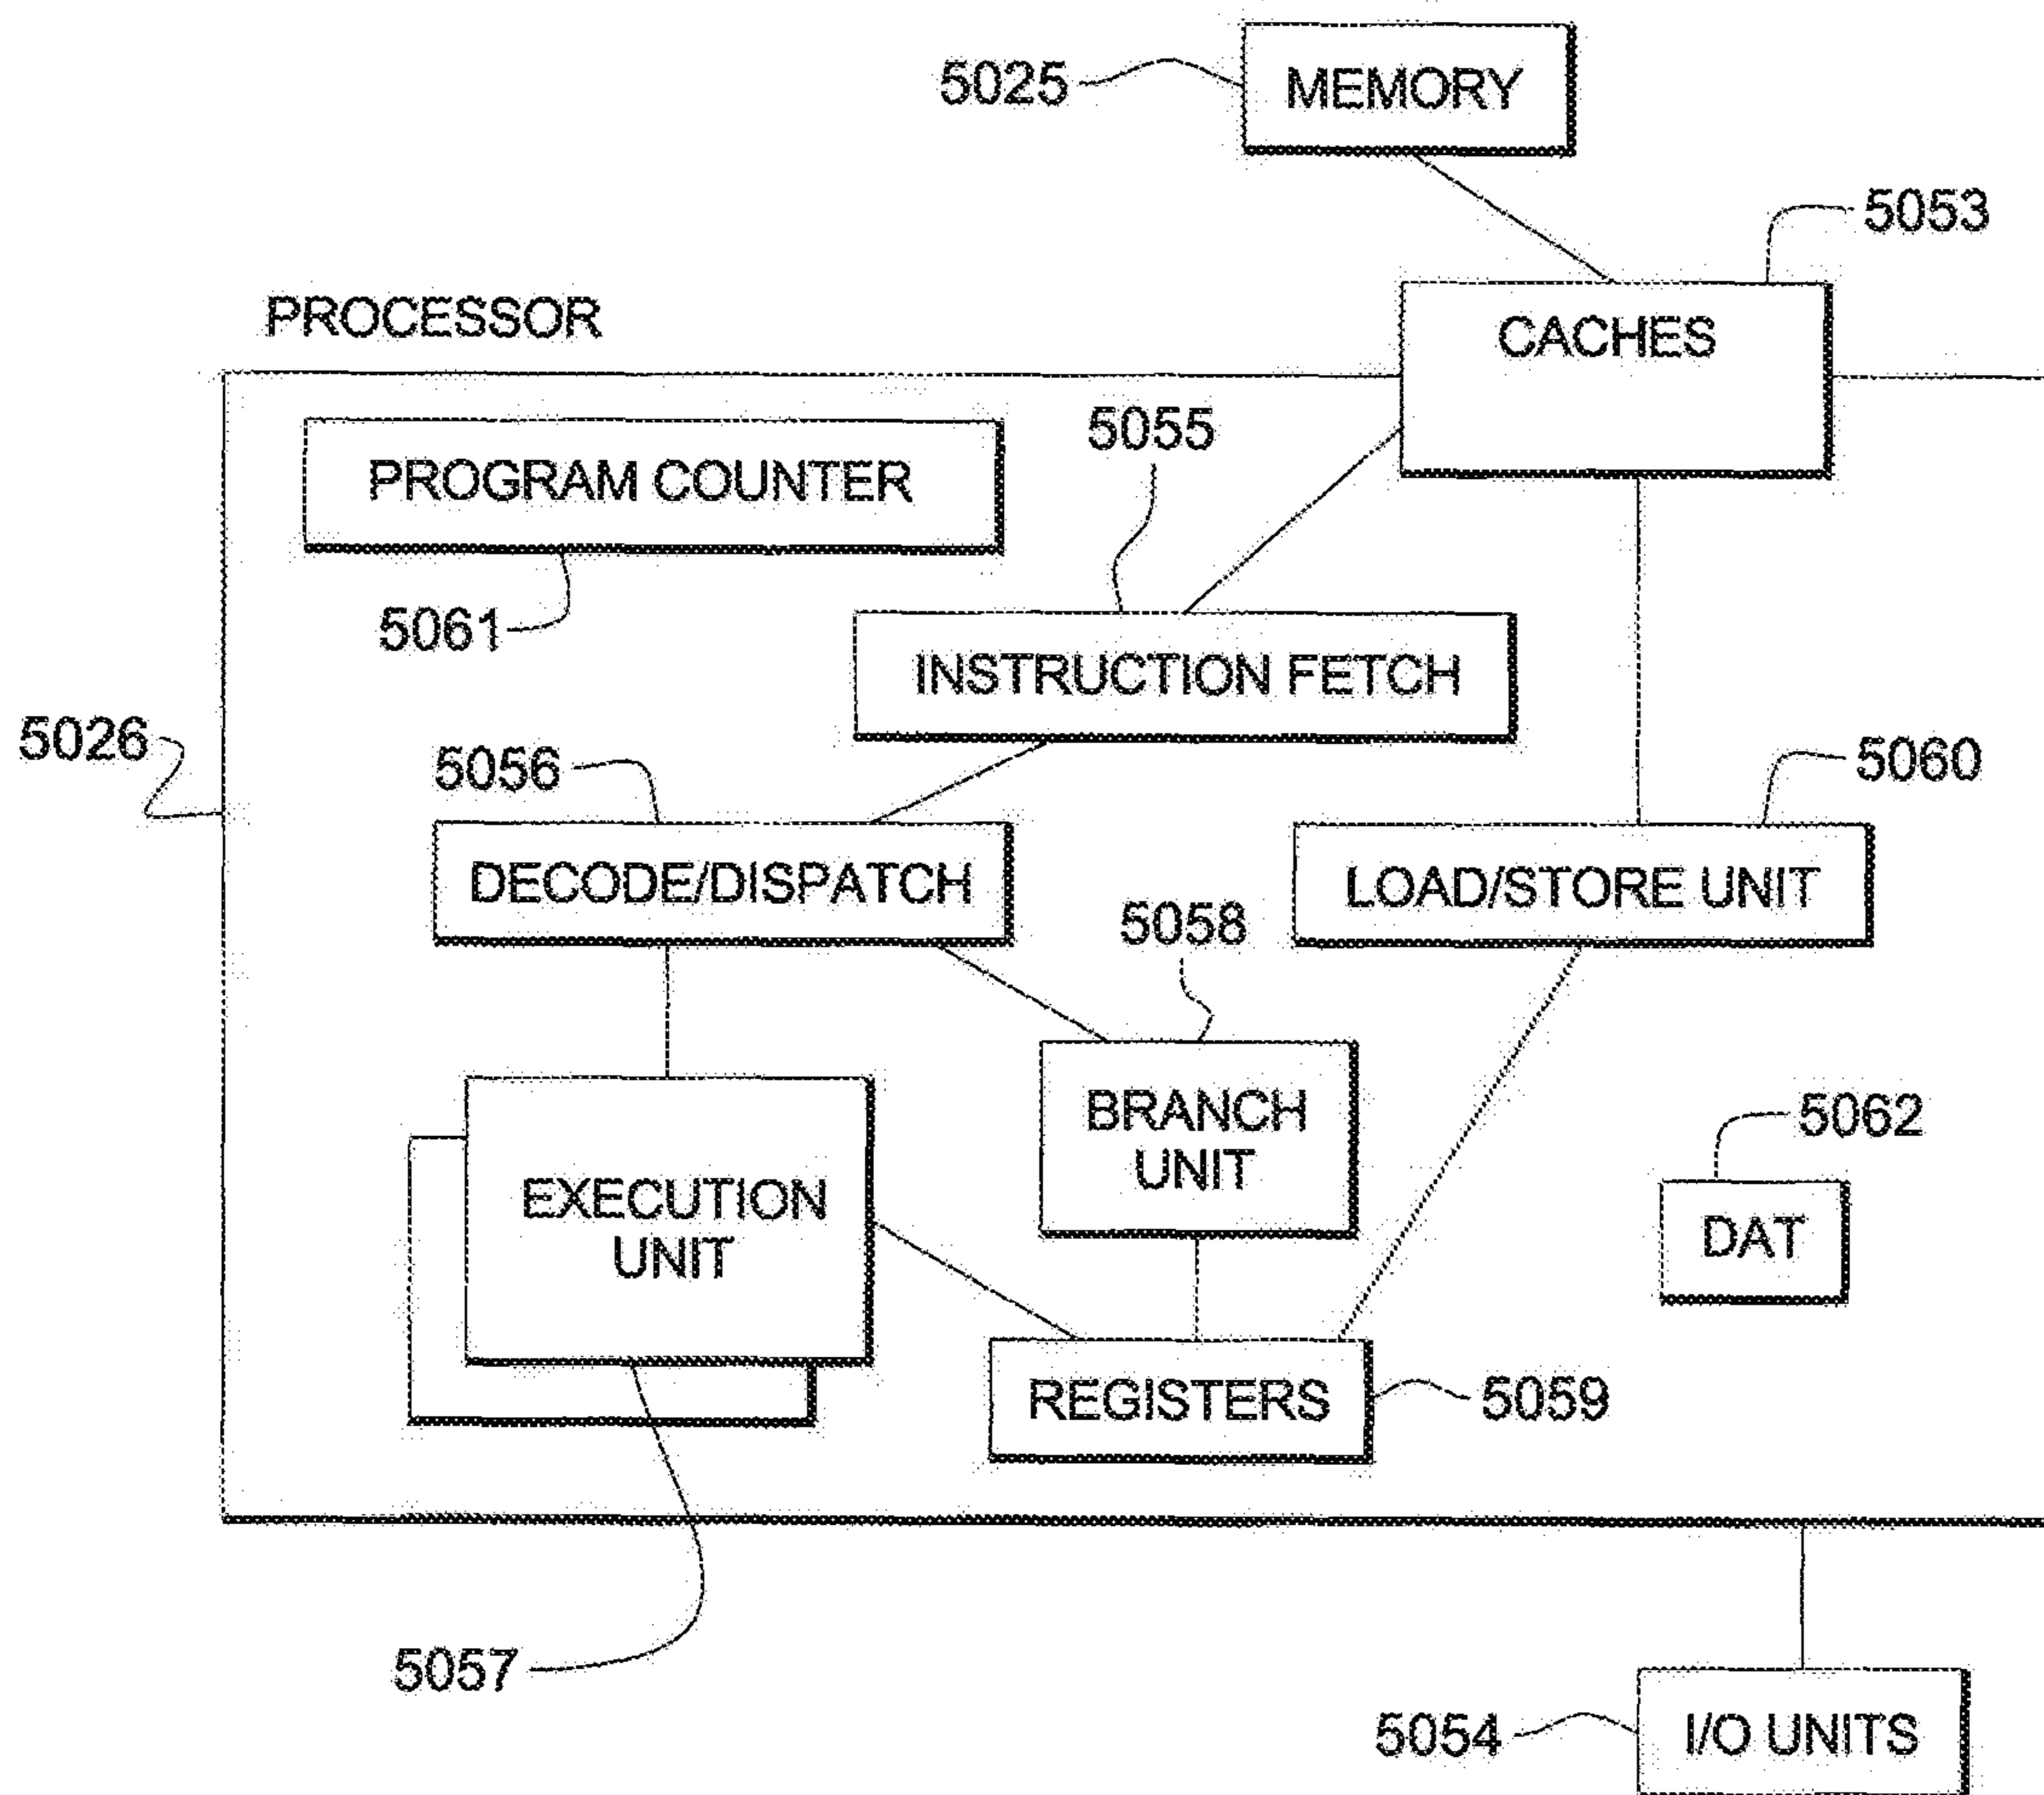 5025
MEMORY
5053
PROCESSOR
CACHES
5055
PROGRAM COUNTER
5061
INSTRUCTION FETCH
5026
5056
5060
DECODE/DISPATCH
LOAD/STORE UNIT
5058
BRANCH
UNIT
5062
EXECUTION
UNIT
DAT
REGISTERS
5059
5057
5054
I/O UNITS